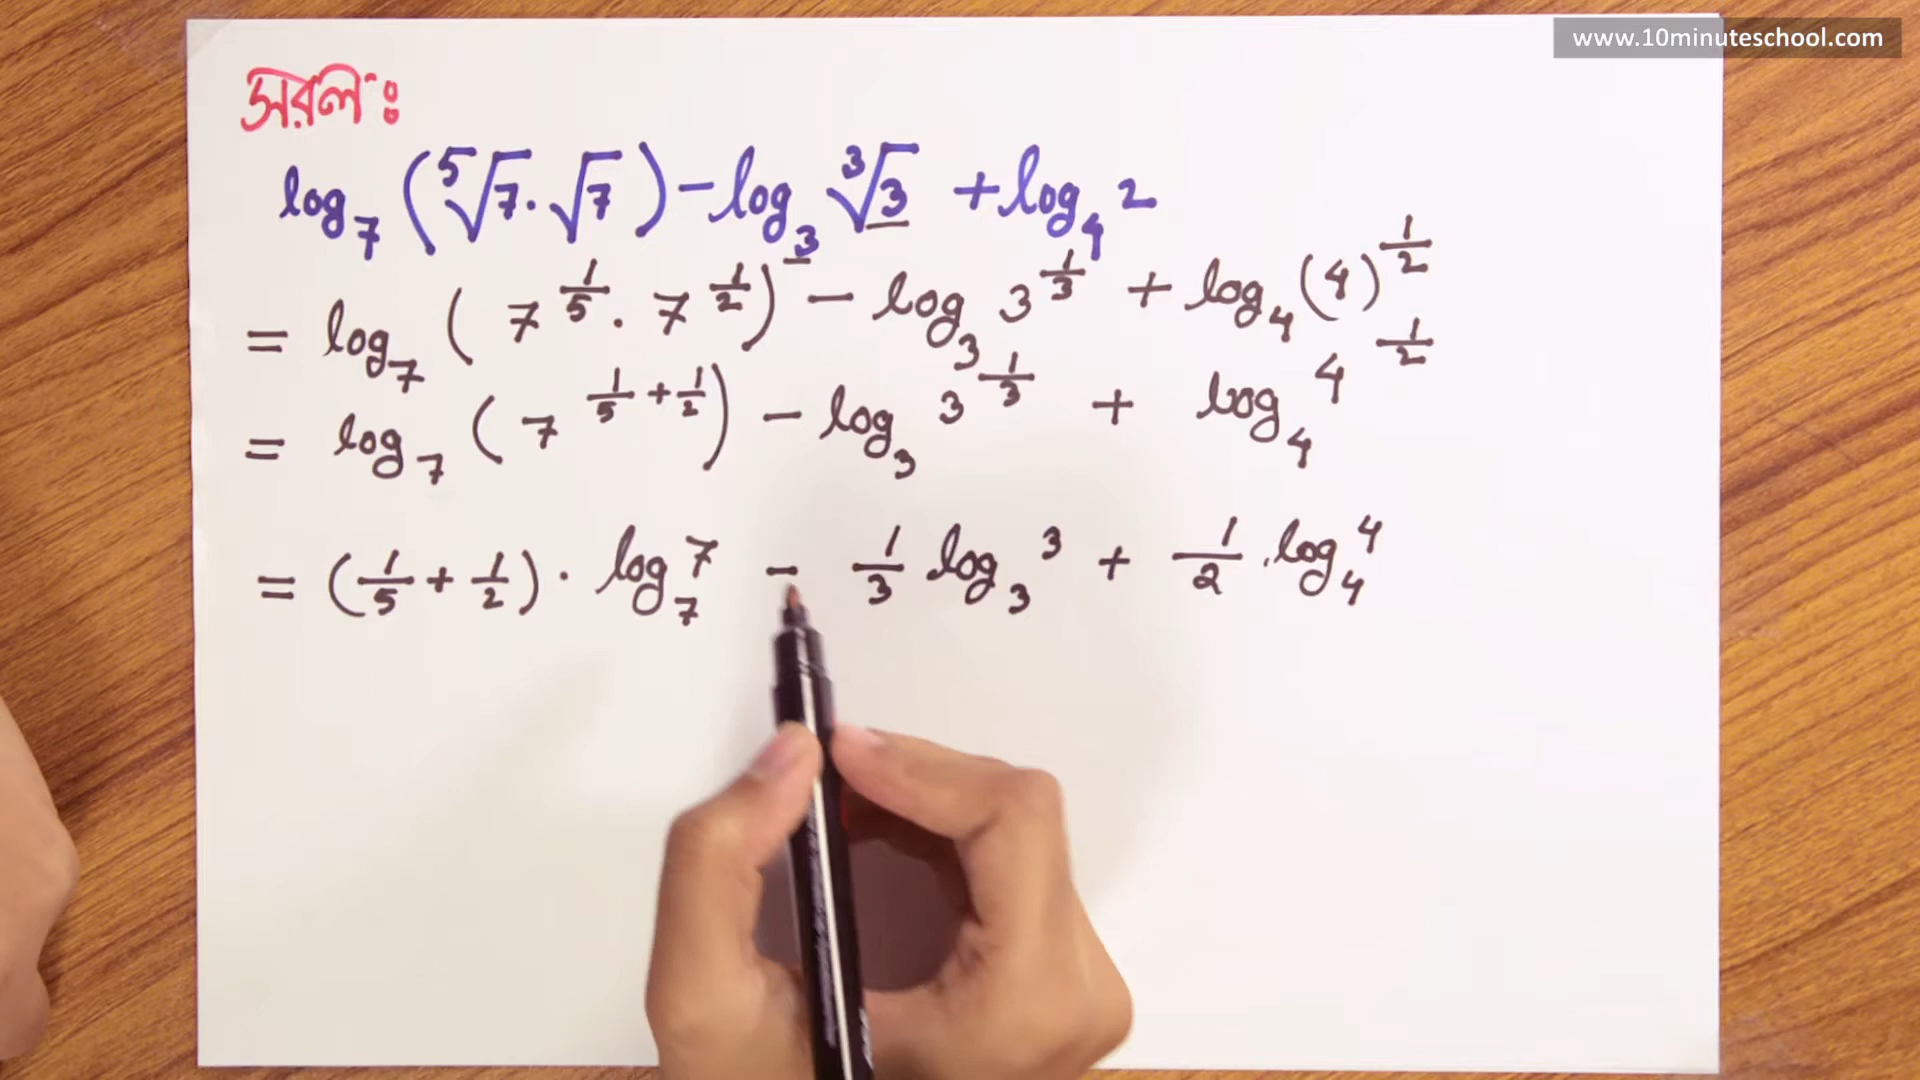 www.10minuteschool.com
সরল :
log₇ (⁵√7 . √7) - log₃ ³√3 + log₄ 2
= log₇ ( 7^{1/5} . 7^{1/2} ) - log₃ 3^{1/3} + log₄ (4)^{1/2}
= log₇ ( 7^{1/5 + 1/2} ) - log₃ 3^{1/3} + log₄ 4^{1/2}
= (1/5 + 1/2) . log₇ 7 - 1/3 log₃ 3 + 1/2 . log₄ 4